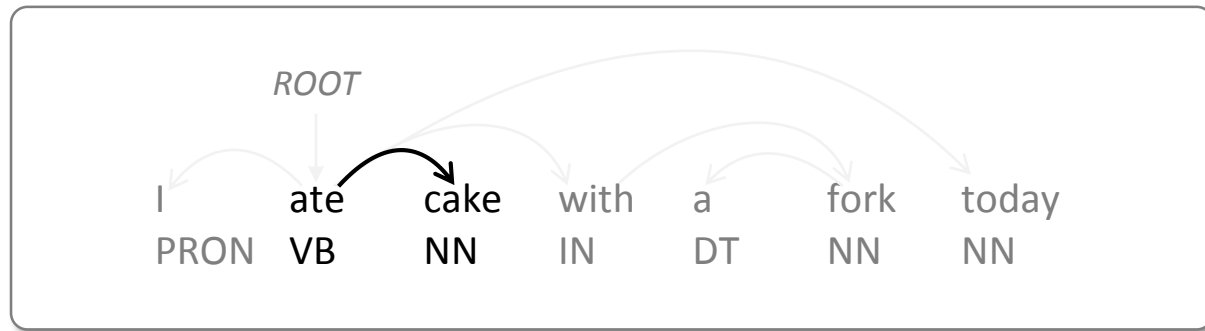 ROOT
I ate cake with a fork today
PRON VB NN IN DT NN NN